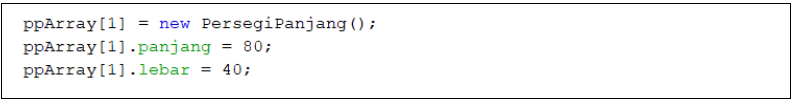 ppArray[1] = new PersegiPanjang();
ppArray[1].panjang = 80;
ppArray[1].lebar = 40;